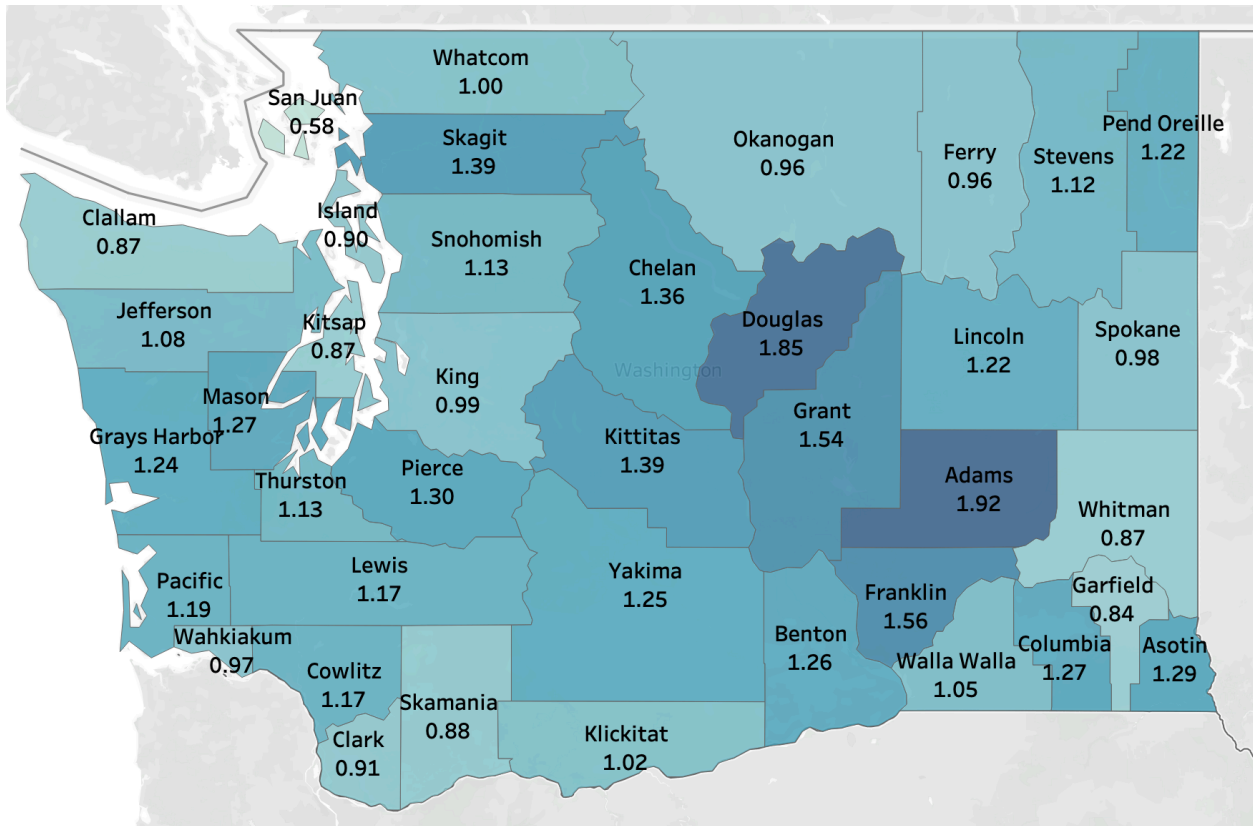 Whatcom
1.00
San Juan
0.58
Skagit
1.39
Okanogan
0.96
Ferry
0.96
Stevens
1.12
Pend Oreille
1.22
Clallam
0.87
Island
0.90
Snohomish
1.13
Chelan
1.36
Jefferson
1.08
Kitsap
0.87
Douglas
1.85
Lincoln
1.22
Spokane
0.98
Washington
King
0.99
Mason
1.27
Grays Harbor
1.24
Kittitas
1.39
Grant
1.54
Thurston
1.13
Pierce
1.30
Adams
1.92
Whitman
0.87
Pacific
1.19
Lewis
1.17
Yakima
1.25
Franklin
1.56
Garfield
0.84
Wahkiakum
0.97
Cowlitz
1.17
Benton
1.26
Walla Walla
1.05
Columbia
1.27
Asotin
1.29
Skamania
0.88
Clark
0.91
Klickitat
1.02